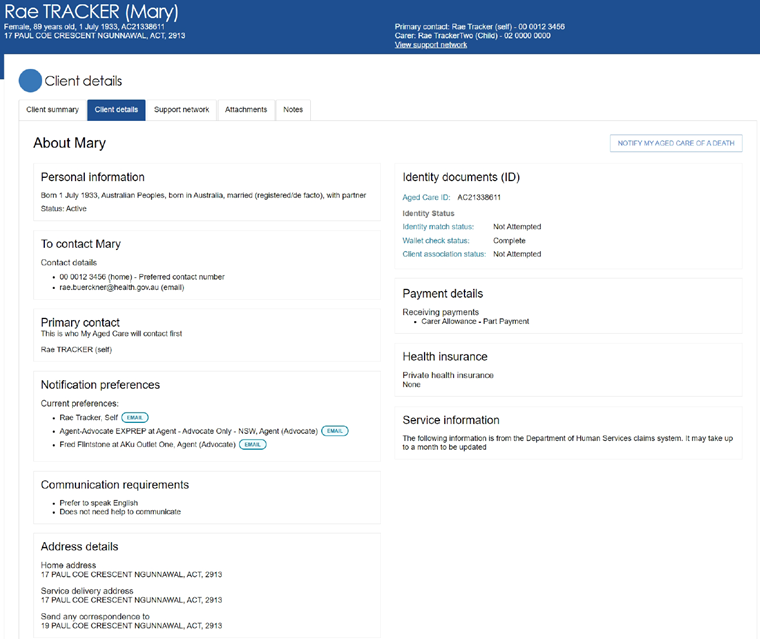 Rae TRACKER (Mary)
Female, 89 years old, 1 July 1933, AC21338611
17 PAUL COE CRESCENT NGUNNAWAL, ACT, 2913
Primary contact: Rae Tracker (self) - 00 0012 3456
Carer: Rae TrackerTwo (Child) - 02 0000 0000
View support network
Client details
Client summary
Client details
Support network
Attachments
Notes
About Mary
NOTIFY MY AGED CARE OF A DEATH
Personal information
Born 1 July 1933, Australian Peoples, born in Australia, married (registered/de facto), with partner
Status: Active
To contact Mary
Contact details
• 00 0012 3456 (home) - Preferred contact number
• rae.buerckner@health.gov.au (email)
Primary contact
This is who My Aged Care will contact first
Rae TRACKER (self)
Notification preferences
Current preferences:
• Rae Tracker, Self EMAIL
• Agent-Advocate EXPREP at Agent - Advocate Only - NSW, Agent (Advocate) EMAIL
• Fred Flintstone at AKu Outlet One, Agent (Advocate) EMAIL
Communication requirements
• Prefer to speak English
• Does not need help to communicate
Address details
Home address
17 PAUL COE CRESCENT NGUNNAWAL, ACT, 2913
Service delivery address
17 PAUL COE CRESCENT NGUNNAWAL, ACT, 2913
Send any correspondence to
19 PAUL COE CRESCENT NGUNNAWAL, ACT, 2913
Identity documents (ID)
Aged Care ID: AC21338611
Identity Status
Identity match status: Not Attempted
Wallet check status: Complete
Client association status: Not Attempted
Payment details
Receiving payments
• Carer Allowance - Part Payment
Health insurance
Private health insurance
None
Service information
The following information is from the Department of Human Services claims system. It may take up
to a month to be updated